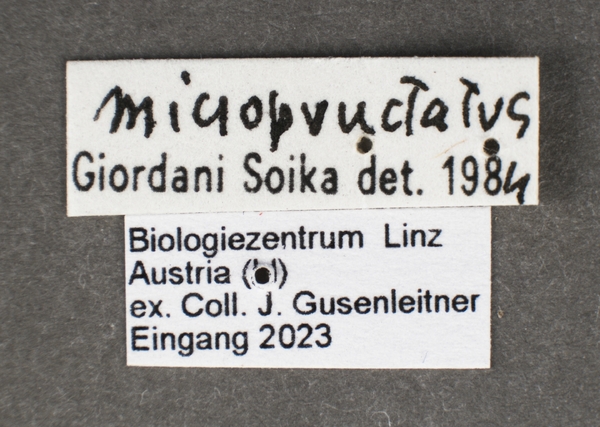 micropunctatus
Giordani Soika det. 1984
Biologiezentrum Linz
Austria
ex. Coll. J. Gusenleitner
Eingang 2023